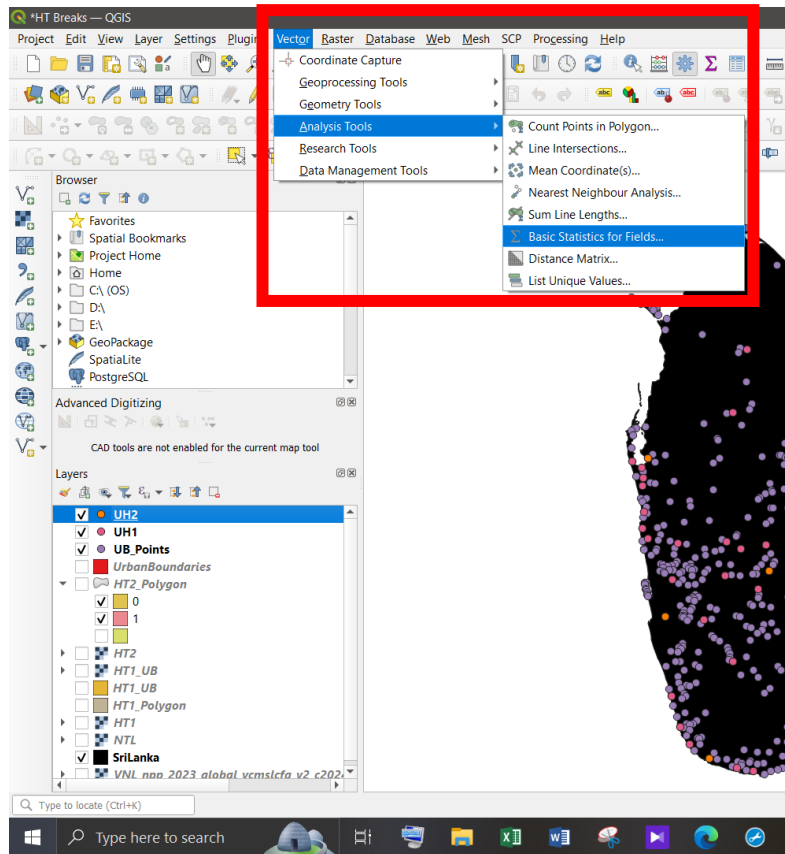 *HT Breaks — QGIS
Project Edit View Layer Settings Plugin Vector Raster Database Web Mesh SCP Processing Help
Coordinate Capture
Geoprocessing Tools
Geometry Tools
Analysis Tools
Research Tools
Data Management Tools
Count Points in Polygon...
Line Intersections...
Mean Coordinate(s)...
Nearest Neighbour Analysis...
Sum Line Lengths...
Basic Statistics for Fields...
Distance Matrix...
List Unique Values...
Browser
Favorites
Spatial Bookmarks
Project Home
Home
C:\ (OS)
D:\
E:\
GeoPackage
SpatiaLite
PostgreSQL
Advanced Digitizing
CAD tools are not enabled for the current map tool
Layers
UH2
UH1
UB_Points
UrbanBoundaries
HT2_Polygon
0
1
HT2
HT1_UB
HT1_UB
HT1_Polygon
HT1
NTL
SriLanka
VNL_npp_2023_global_vcmslcfg_v2_c202
Type to locate (Ctrl+K)
Type here to search